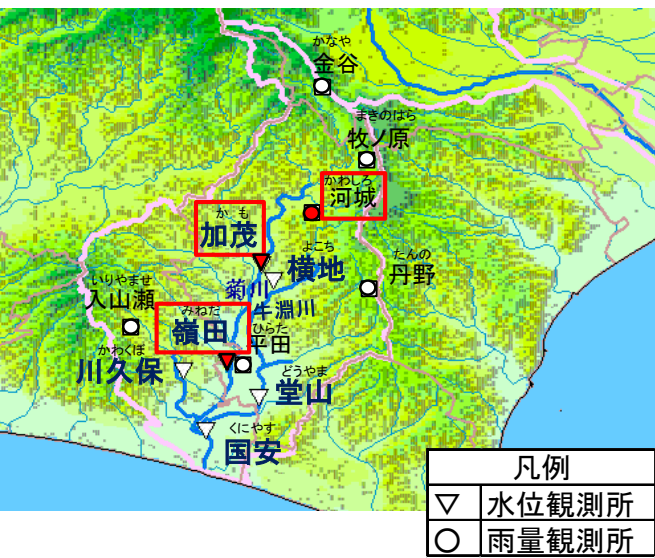 かなや
金谷
まきのはら
牧ノ原
かわしろ
河城
かも
加茂
よこち
横地
たんの
丹野
菊川
牛淵川
いりやませ
入山瀬
みねだ
嶺田
ひらた
平田
かわくぼ
川久保
どうやま
堂山
くにやす
国安
凡例
▽ 水位観測所
○ 雨量観測所